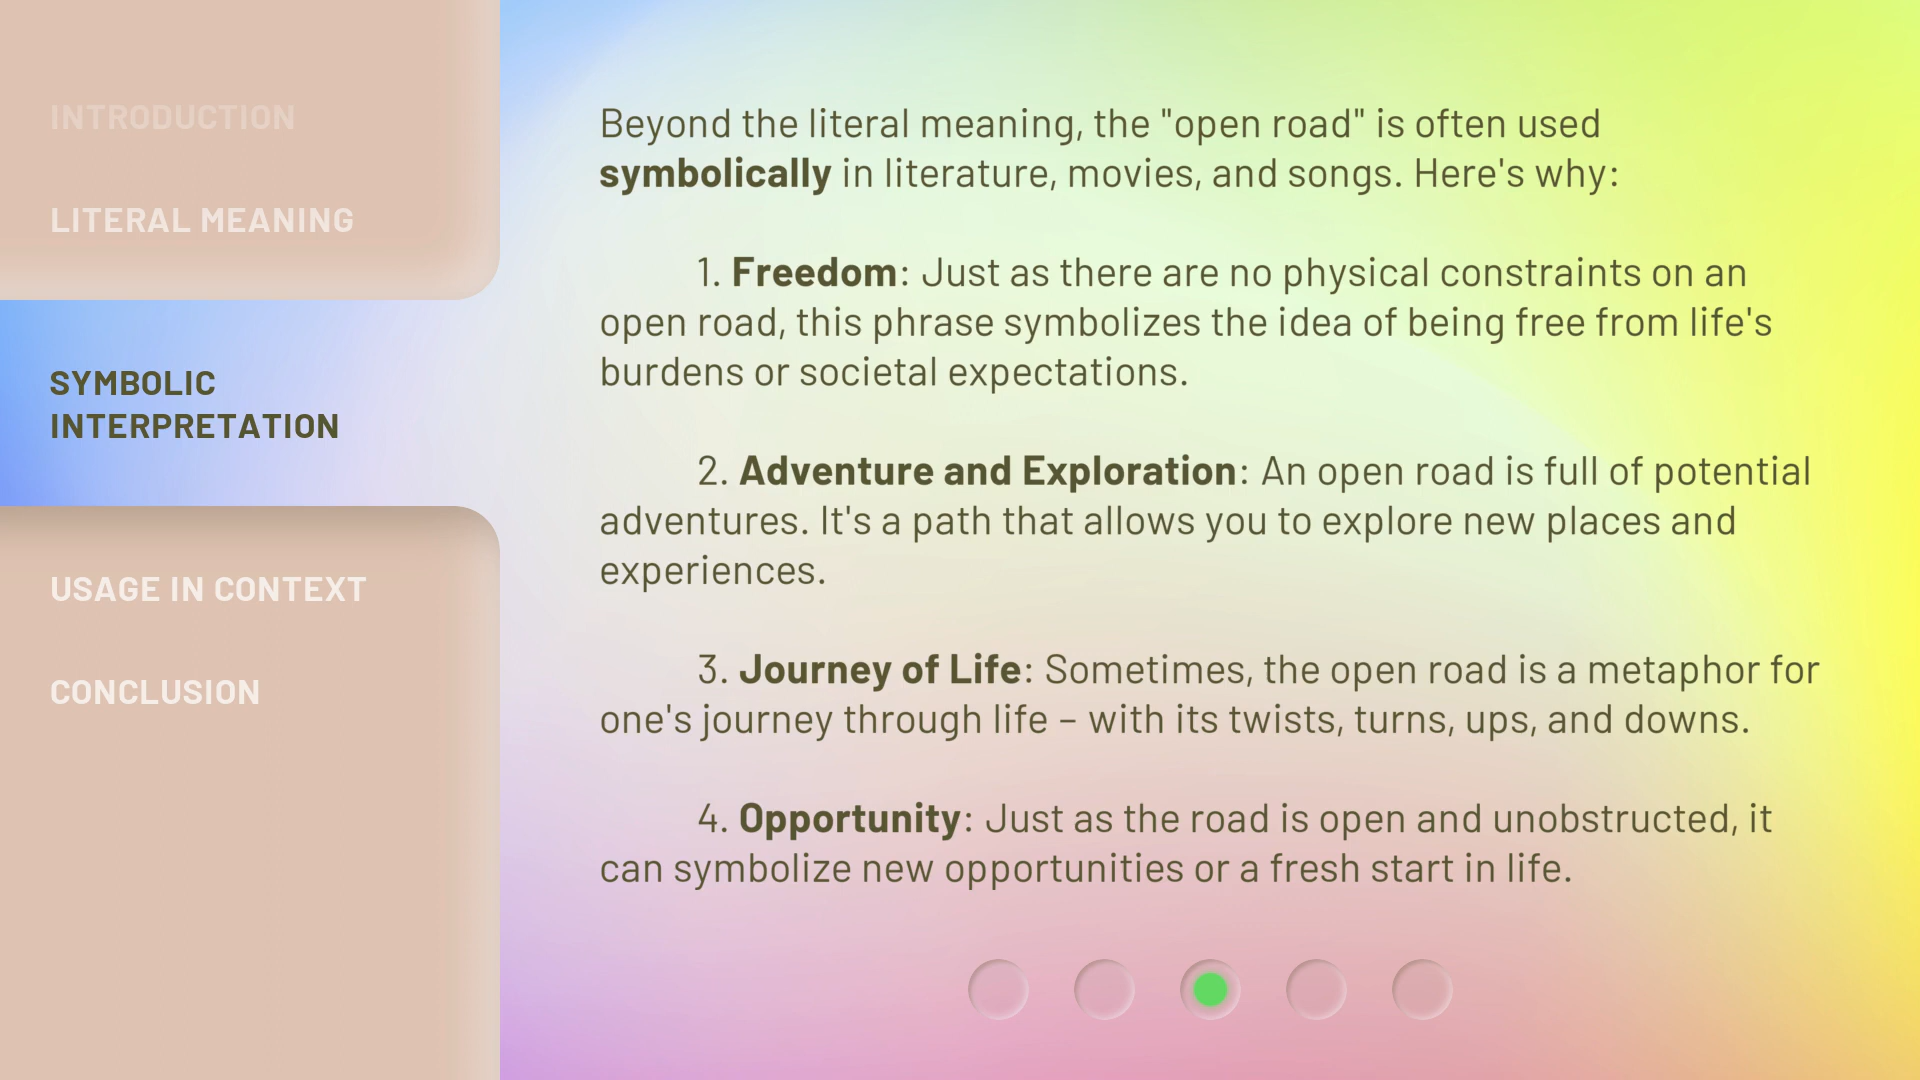 INTRODUCTION
LITERAL MEANING
SYMBOLIC
INTERPRETATION
USAGE IN CONTEXT
CONCLUSION
Beyond the literal meaning, the "open road" is often used
symbolically in literature, movies, and songs. Here's why:
1. Freedom: Just as there are no physical constraints on an
open road, this phrase symbolizes the idea of being free from life's
burdens or societal expectations.
2. Adventure and Exploration: An open road is full of potential
adventures. It's a path that allows you to explore new places and
experiences.
3. Journey of Life: Sometimes, the open road is a metaphor for
one's journey through life – with its twists, turns, ups, and downs.
4. Opportunity: Just as the road is open and unobstructed, it
can symbolize new opportunities or a fresh start in life.